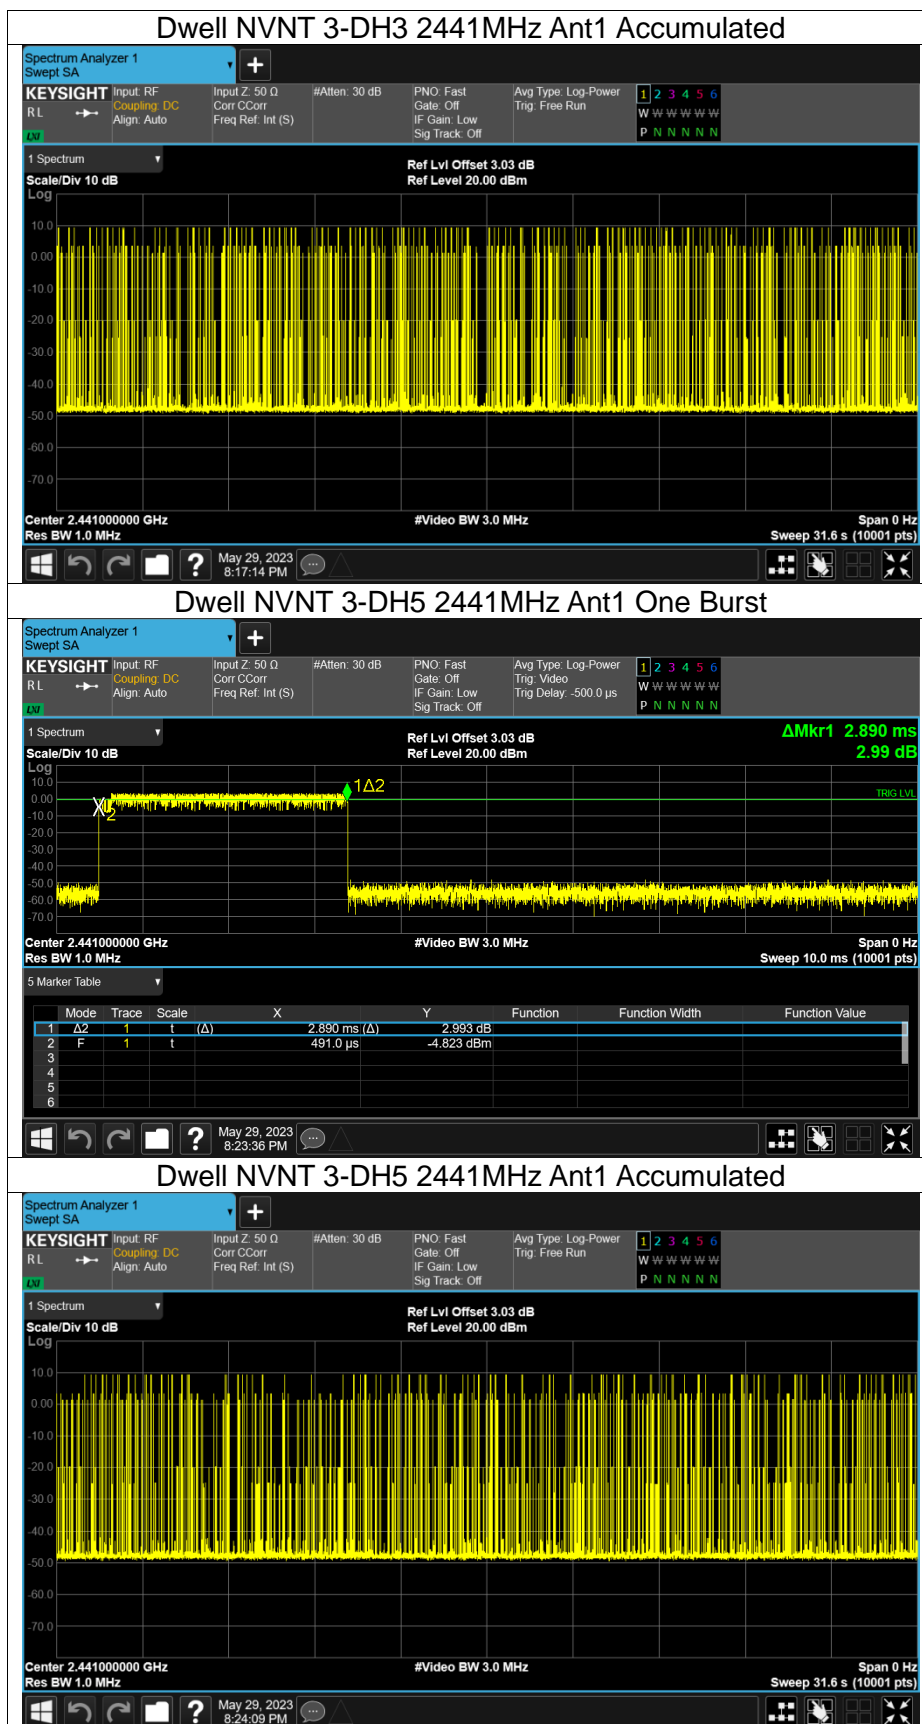 Dwell NVNT 3-DH3 2441MHz Ant1 Accumulated
Spectrum Analyzer 1
Swept SA
+
KEYSIGHT Input: RF Input Z: 50 Ω #Atten: 30 dB PNO: Fast Avg Type: Log-Power 1 2 3 4 5 6
R L Coupling: DC Corr CCorr Gate: Off Trig: Free Run W W W W W W
Align: Auto Freq Ref: Int (S) IF Gain: Low
LXI Sig Track: Off P N N N N N
1 Spectrum
Ref Lvl Offset 3.03 dB
Scale/Div 10 dB Ref Level 20.00 dBm
Log
10.0
0.00
-10.0
-20.0
-30.0
-40.0
-50.0
-60.0
-70.0
Center 2.441000000 GHz #Video BW 3.0 MHz Span 0 Hz
Res BW 1.0 MHz Sweep 31.6 s (10001 pts)
? May 29, 2023
8:17:14 PM
Dwell NVNT 3-DH5 2441MHz Ant1 One Burst
Spectrum Analyzer 1
Swept SA
+
KEYSIGHT Input: RF Input Z: 50 Ω #Atten: 30 dB PNO: Fast Avg Type: Log-Power 1 2 3 4 5 6
R L Coupling: DC Corr CCorr Gate: Off Trig: Video W W W W W W
Align: Auto Freq Ref: Int (S) IF Gain: Low Trig Delay: -500.0 µs
LXI Sig Track: Off P N N N N N
1 Spectrum
Ref Lvl Offset 3.03 dB ΔMkr1 2.890 ms
Scale/Div 10 dB Ref Level 20.00 dBm 2.99 dB
Log
10.0 1Δ2
0.00 TRIG LVL
-10.0 2
-20.0
-30.0
-40.0
-50.0
-60.0
-70.0
Center 2.441000000 GHz #Video BW 3.0 MHz Span 0 Hz
Res BW 1.0 MHz Sweep 10.0 ms (10001 pts)
5 Marker Table
Mode Trace Scale X Y Function Function Width Function Value
1 Δ2 1 t (Δ) 2.890 ms (Δ) 2.993 dB
2 F 1 t 491.0 µs -4.823 dBm
3
4
5
6
? May 29, 2023
8:23:36 PM
Dwell NVNT 3-DH5 2441MHz Ant1 Accumulated
Spectrum Analyzer 1
Swept SA
+
KEYSIGHT Input: RF Input Z: 50 Ω #Atten: 30 dB PNO: Fast Avg Type: Log-Power 1 2 3 4 5 6
R L Coupling: DC Corr CCorr Gate: Off Trig: Free Run W W W W W W
Align: Auto Freq Ref: Int (S) IF Gain: Low
LXI Sig Track: Off P N N N N N
1 Spectrum
Ref Lvl Offset 3.03 dB
Scale/Div 10 dB Ref Level 20.00 dBm
Log
10.0
0.00
-10.0
-20.0
-30.0
-40.0
-50.0
-60.0
-70.0
Center 2.441000000 GHz #Video BW 3.0 MHz Span 0 Hz
Res BW 1.0 MHz Sweep 31.6 s (10001 pts)
? May 29, 2023
8:24:09 PM